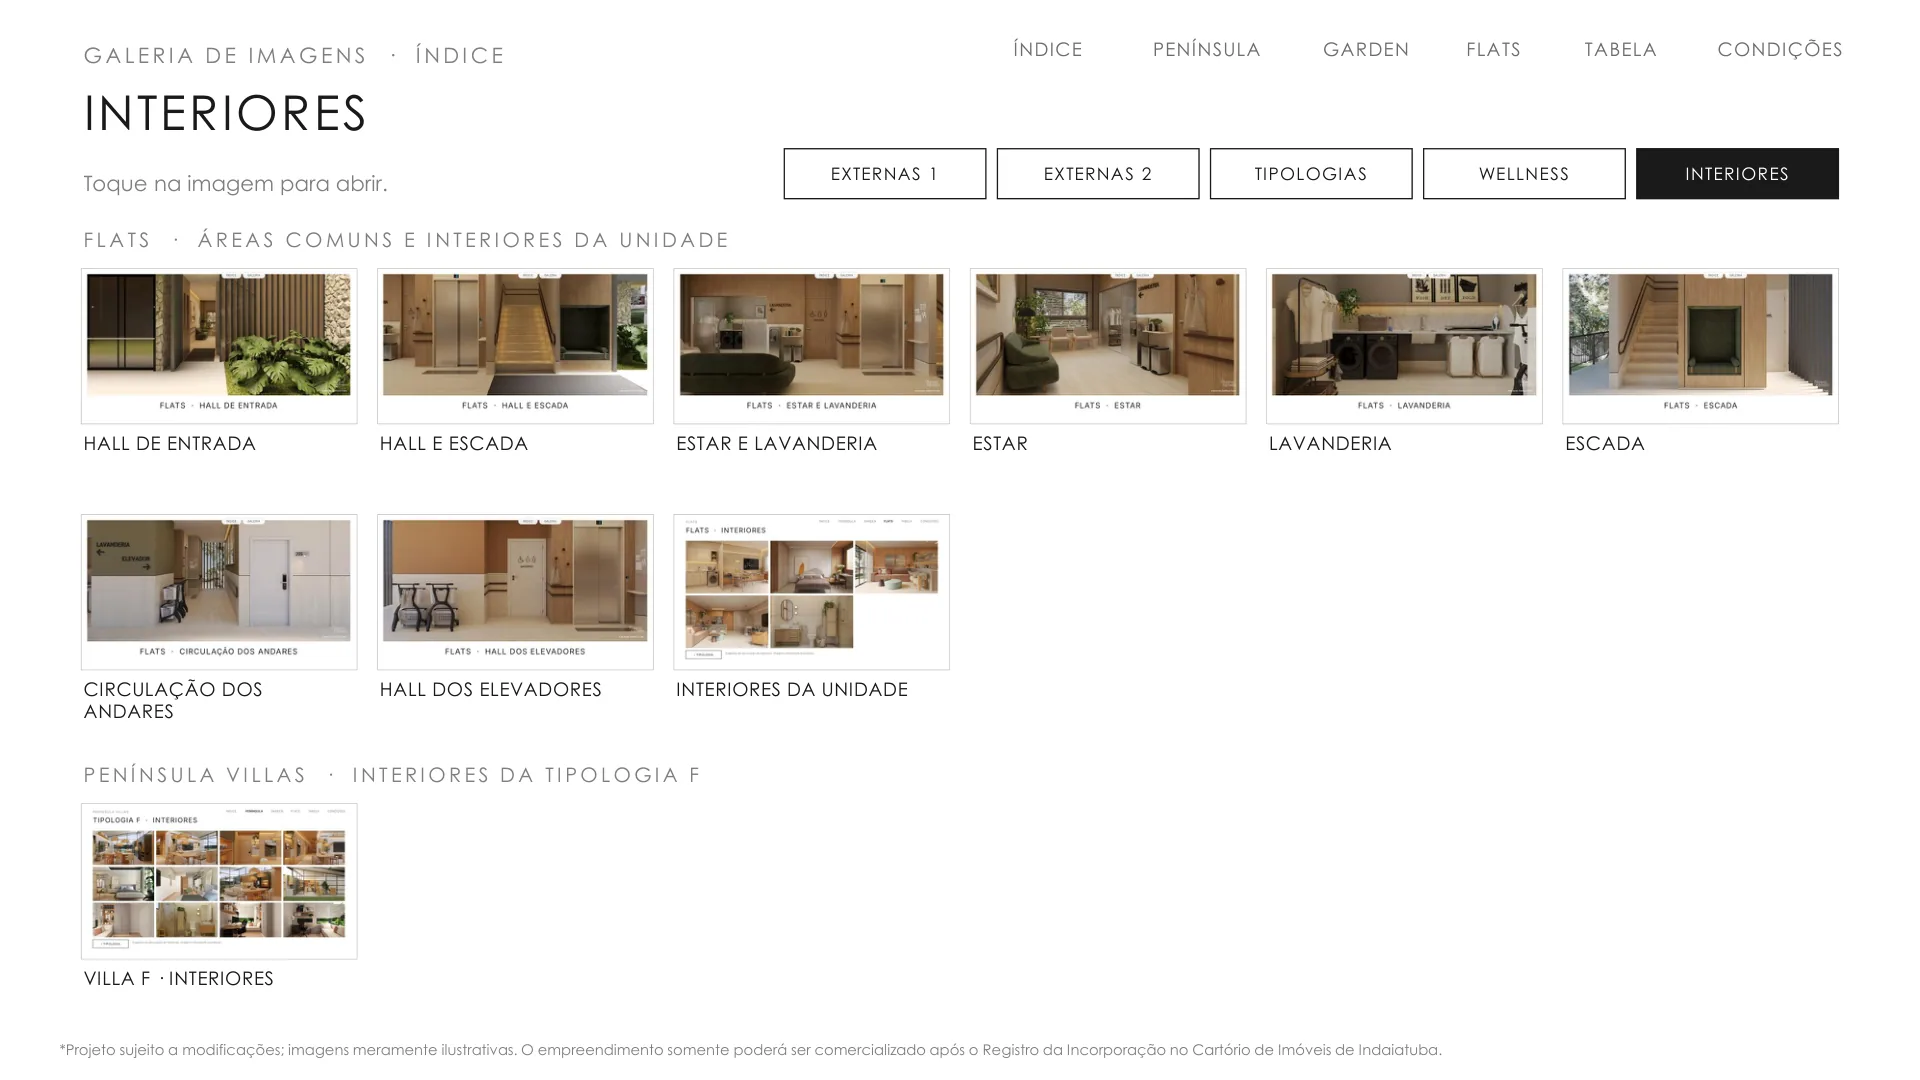 GALERIA DE IMAGENS · ÍNDICE
ÍNDICE PENÍNSULA GARDEN FLATS TABELA CONDIÇÕES
INTERIORES
Toque na imagem para abrir.
EXTERNAS 1 EXTERNAS 2 TIPOLOGIAS WELLNESS INTERIORES
FLATS · ÁREAS COMUNS E INTERIORES DA UNIDADE
FLATS · HALL DE ENTRADA
FLATS · HALL E ESCADA
FLATS · ESTAR E LAVANDERIA
FLATS · ESTAR
FLATS · LAVANDERIA
FLATS · ESCADA
HALL DE ENTRADA
HALL E ESCADA
ESTAR E LAVANDERIA
ESTAR
LAVANDERIA
ESCADA
LAVANDERIA
ELEVADOR
FLATS · INTERIORES
FLATS · CIRCULAÇÃO DOS ANDARES
FLATS · HALL DOS ELEVADORES
CIRCULAÇÃO DOS
ANDARES
HALL DOS ELEVADORES
INTERIORES DA UNIDADE
PENÍNSULA VILLAS · INTERIORES DA TIPOLOGIA F
TIPOLOGIA F · INTERIORES
VILLA F · INTERIORES
*Projeto sujeito a modificações; imagens meramente ilustrativas. O empreendimento somente poderá ser comercializado após o Registro da Incorporação no Cartório de Imóveis de Indaiatuba.